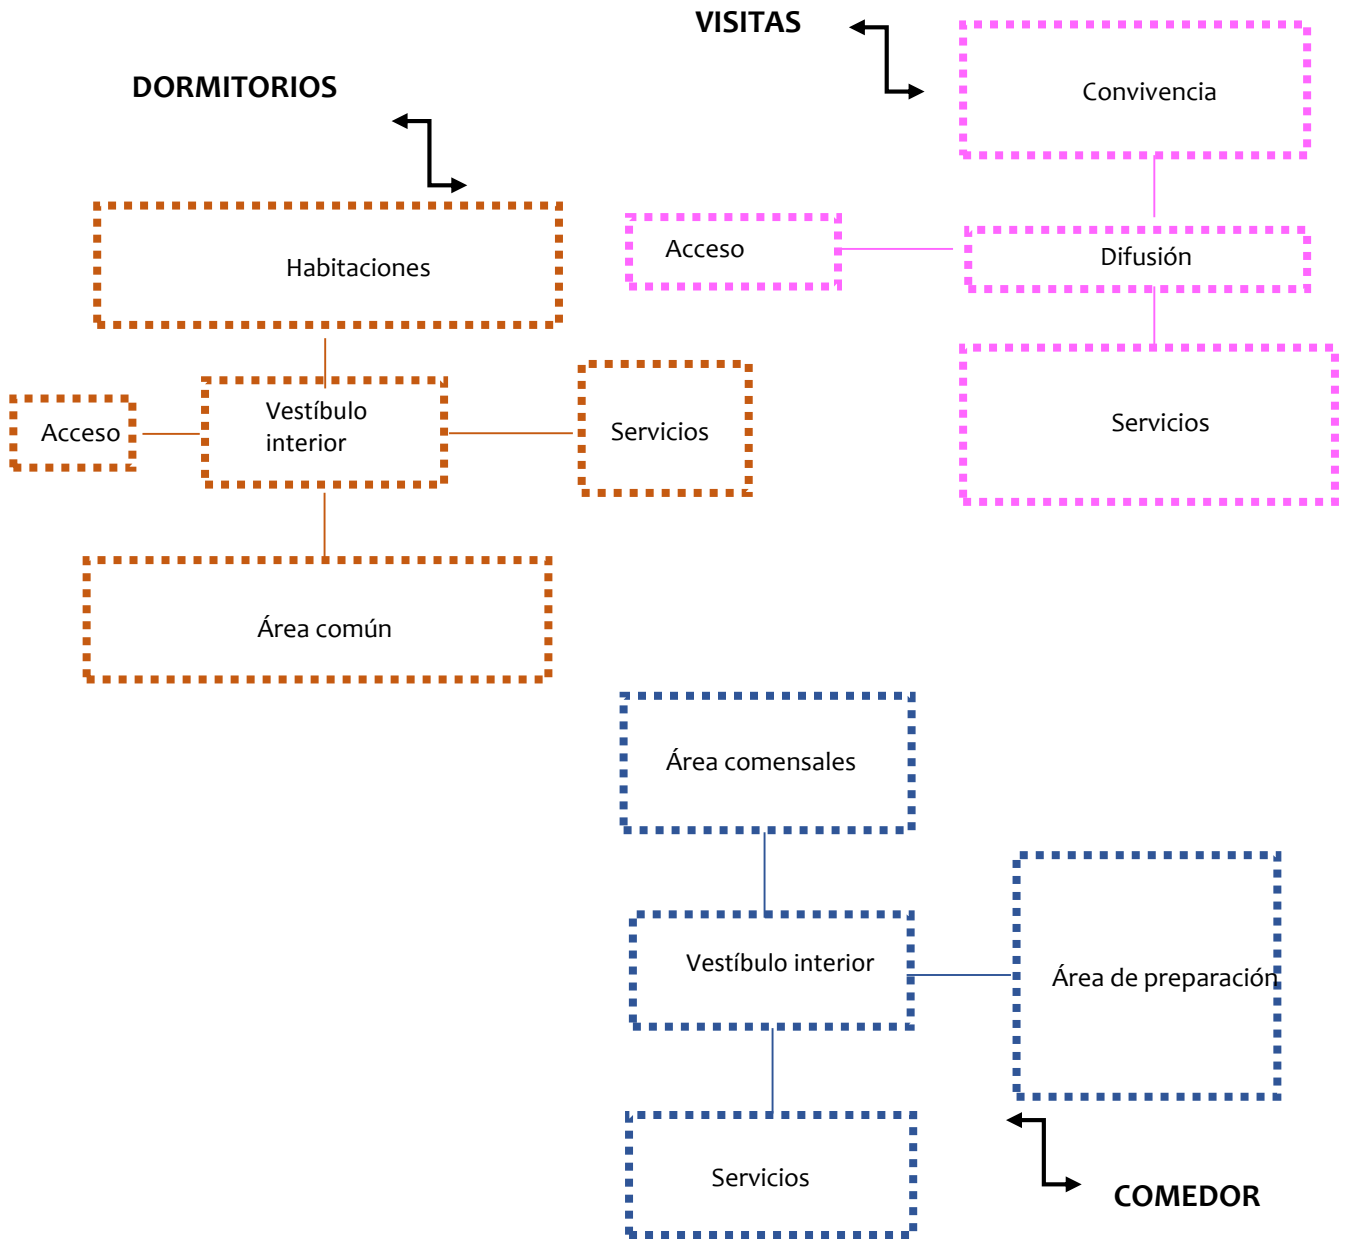 VISITAS
Convivencia
Acceso
Difusión
Servicios
DORMITORIOS
Habitaciones
Acceso
Vestíbulo
interior
Servicios
Área común
Área comensales
Vestíbulo interior
Área de preparación
Servicios
COMEDOR